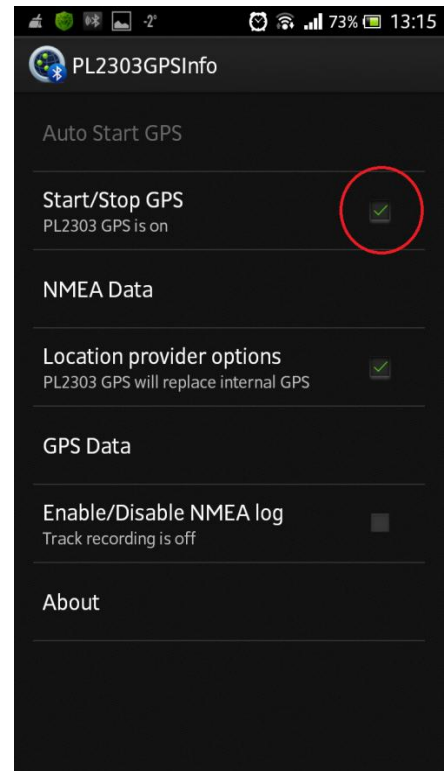 -2° 73% 13:15
PL2303GPSInfo
Auto Start GPS
Start/Stop GPS
PL2303 GPS is on
NMEA Data
Location provider options
PL2303 GPS will replace internal GPS
GPS Data
Enable/Disable NMEA log
Track recording is off
About